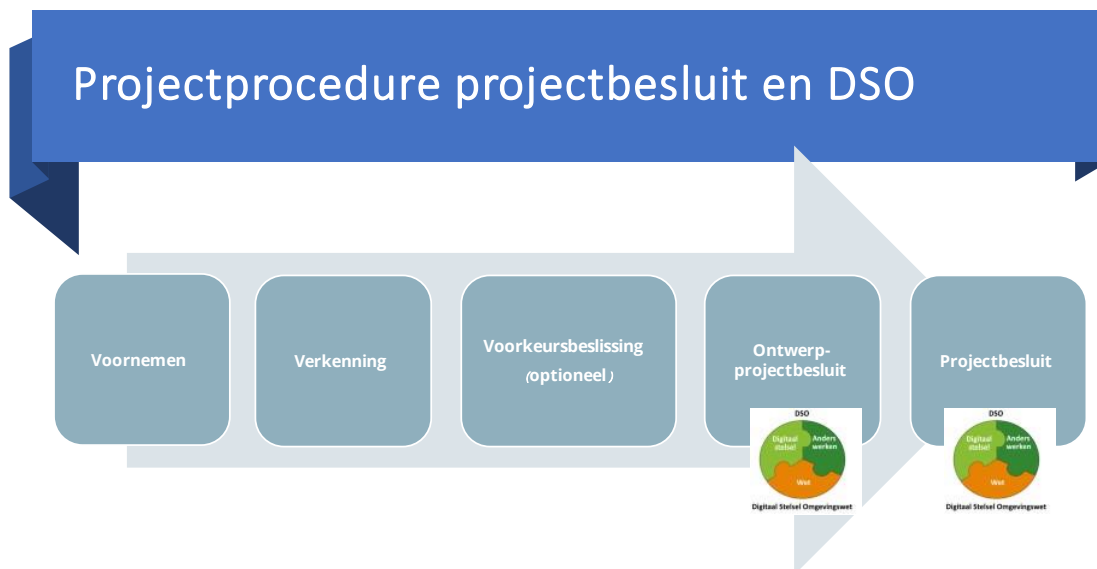 Projectprocedure projectbesluit en DSO
Voornemen
Verkenning
Voorkeursbeslissing
(optioneel)
Ontwerp-
projectbesluit
Projectbesluit
DSO
Digitaal
stelsel
Anders
werken
Wet
Digitaal Stelsel Omgevingswet
DSO
Digitaal
stelsel
Anders
werken
Wet
Digitaal Stelsel Omgevingswet